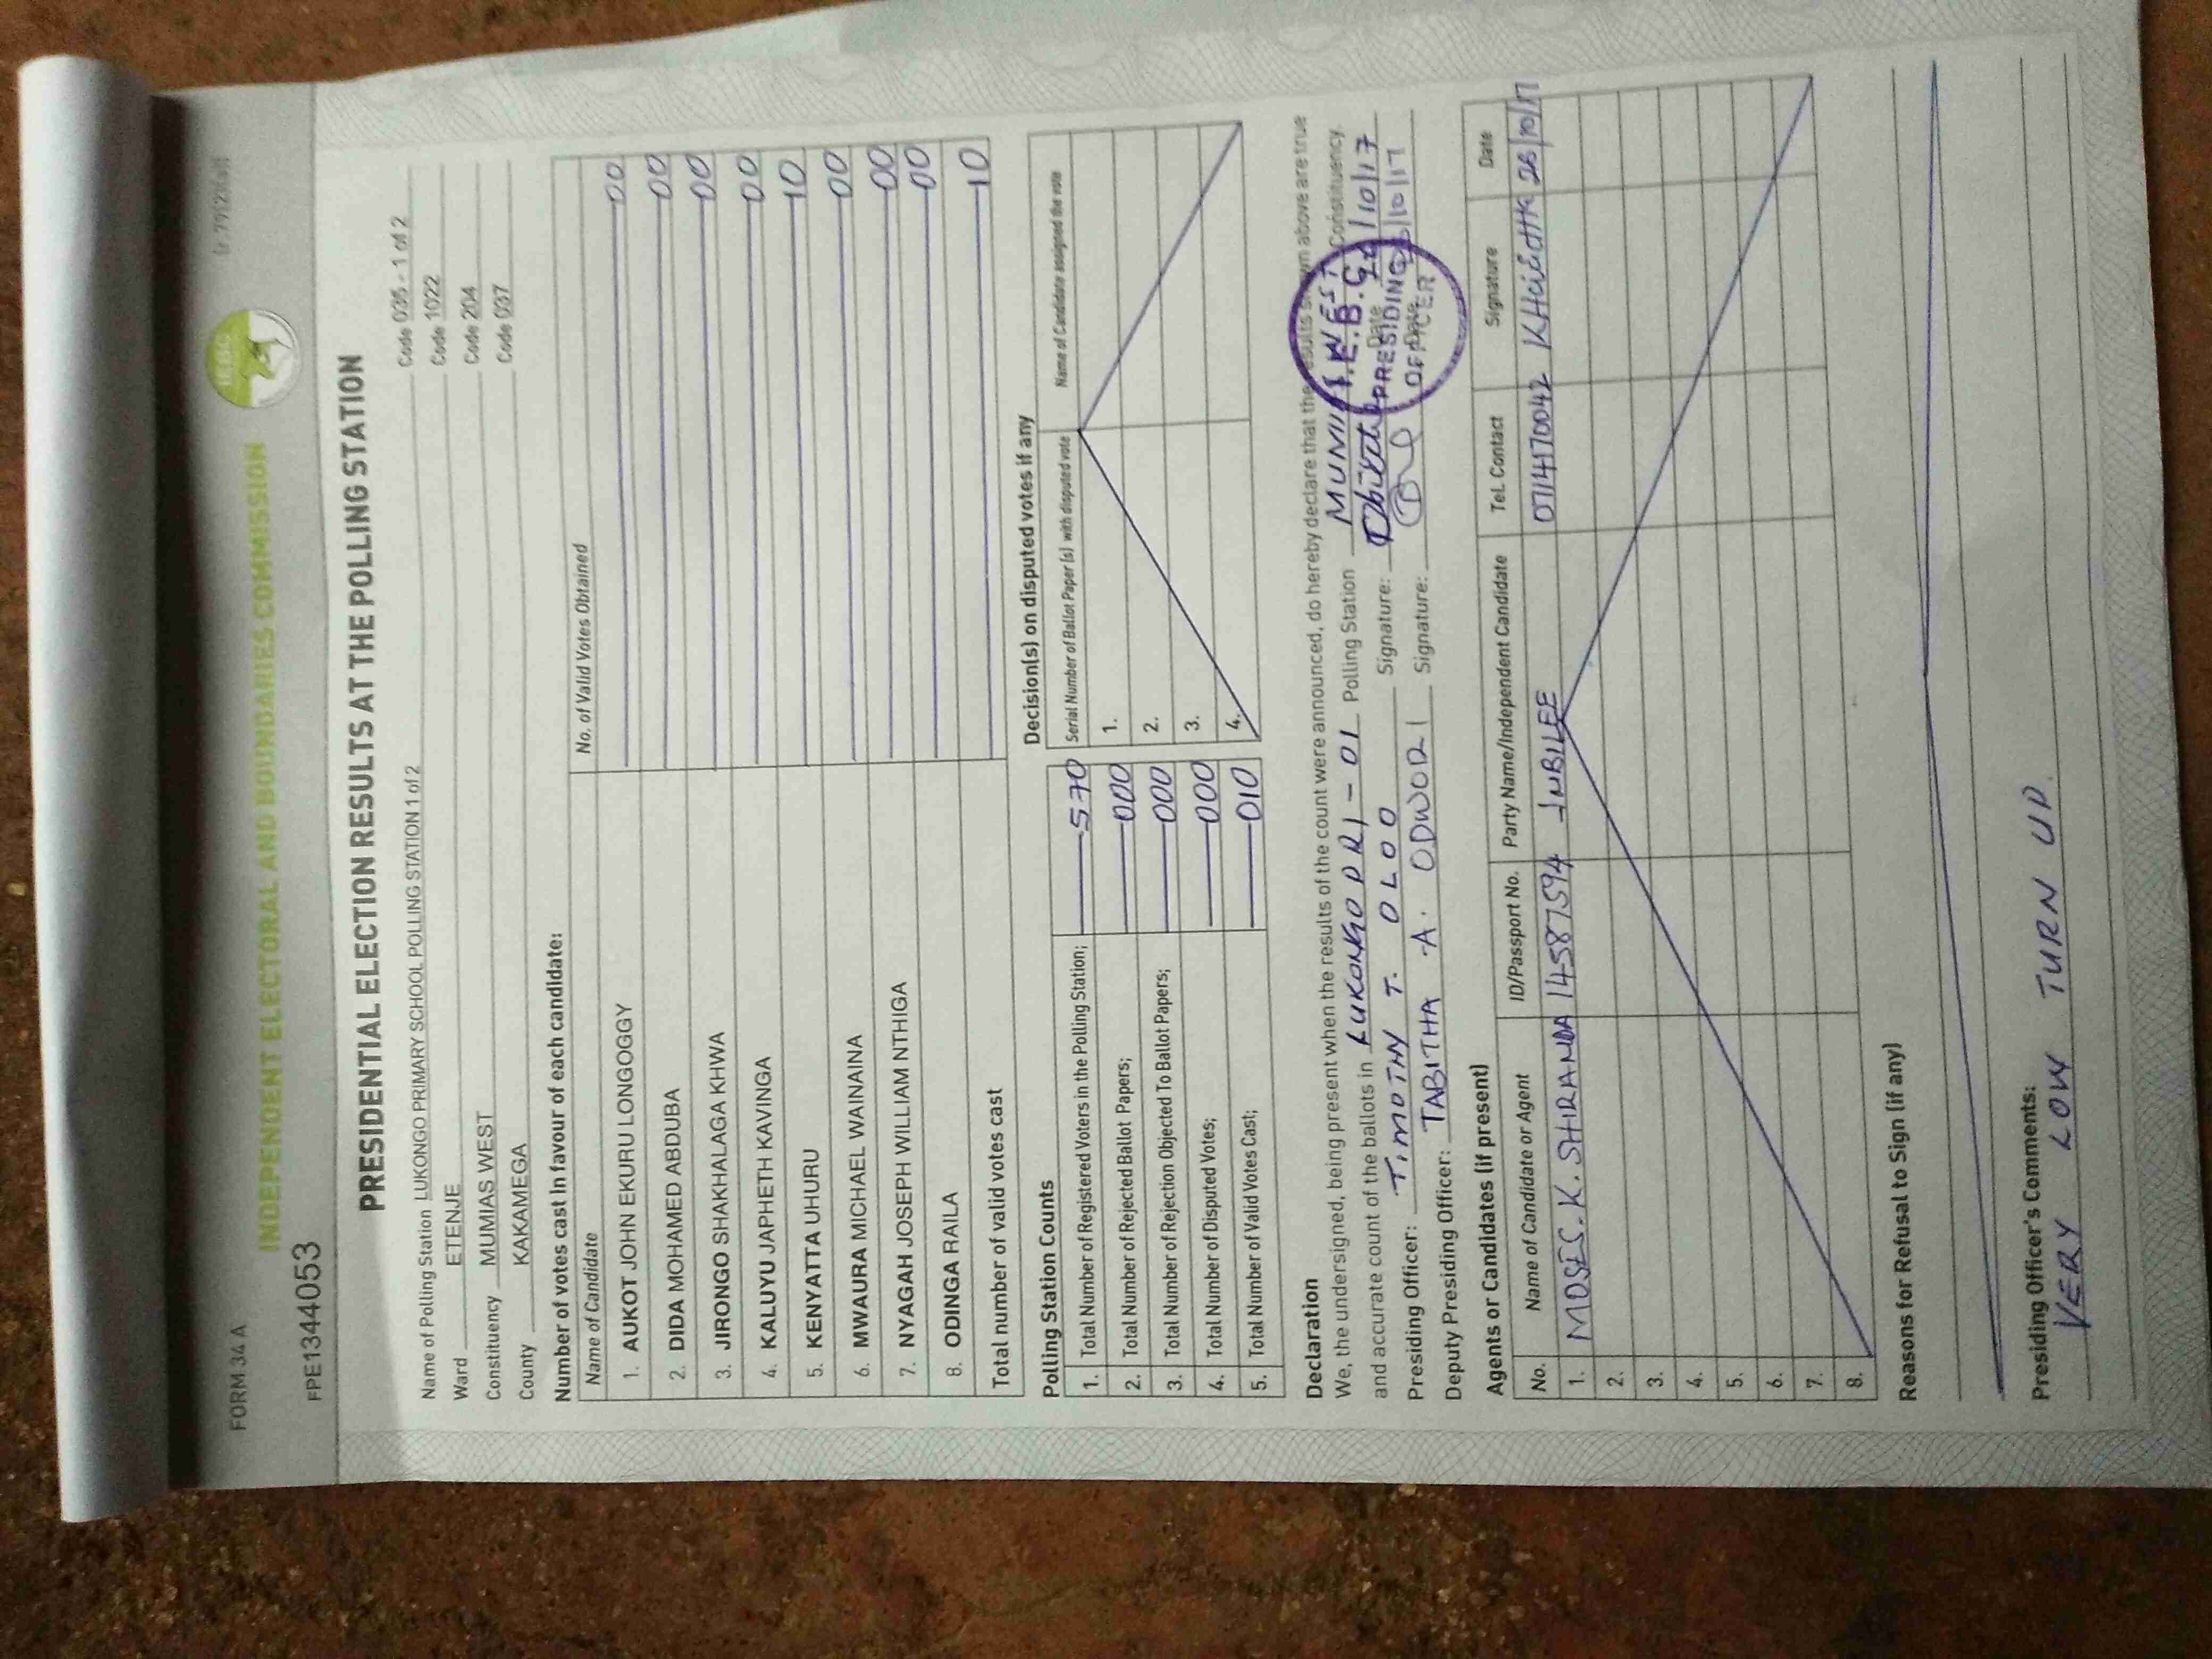 FORM 34 A
INDEPENDENT ELECTORAL AND BOUNDARIES COMMISSION
IEBC
FPE1344053
PRESIDENTIAL ELECTION RESULTS AT THE POLLING STATION
Name of Polling Station LUKONGO PRIMARY SCHOOL POLLING STATION 1 of 2 Code 035 - 1 of 2
Ward ETENJE Code 1022
Constituency MUMIAS WEST Code 204
County KAKAMEGA Code 037
Number of votes cast in favour of each candidate:
Name of Candidate No. of Valid Votes Obtained
1. AUKOT JOHN EKURU LONGOGGY 00
2. DIDA MOHAMED ABDUBA 00
3. JIRONGO SHAKHALAGA KHWA 00
4. KALUYU JAPHETH KAVINGA 00
5. KENYATTA UHURU 10
6. MWAURA MICHAEL WAINAINA 00
7. NYAGAH JOSEPH WILLIAM NTHIGA 00
8. ODINGA RAILA 00
Total number of valid votes cast 10
Polling Station Counts
1. Total Number of Registered Voters in the Polling Station; 570
2. Total Number of Rejected Ballot Papers; 000
3. Total Number of Rejection Objected To Ballot Papers; 000
4. Total Number of Disputed Votes; 000
5. Total Number of Valid Votes Cast; 010
Decision(s) on disputed votes if any
Serial Number of Ballot Paper (s) with disputed vote Name of Candidate assigned the vote
1.
2.
3.
4.
Declaration
We, the undersigned, being present when the results of the count were announced, do hereby declare that the results shown above are true
and accurate count of the ballots in LUKONGO PRI - 01 Polling Station MUMIAS WEST Constituency.
Presiding Officer: TIMOTHY T. OLOO Signature: Date /10/17
Deputy Presiding Officer: TABITHA A. ODWORI Signature: Date /10/17
I.E.B.C
PRESIDING
OFFICER
Agents or Candidates (if present)
No. Name of Candidate or Agent ID/Passport No. Party Name/Independent Candidate Tel. Contact Signature Date
1. MOSES. K. SHIRANDA 14587594 JUBILEE 0714170042 26/10/17
2.
3.
4.
5.
6.
7.
8.
Reasons for Refusal to Sign (if any)
Presiding Officer's Comments:
VERY LOW TURN UP.